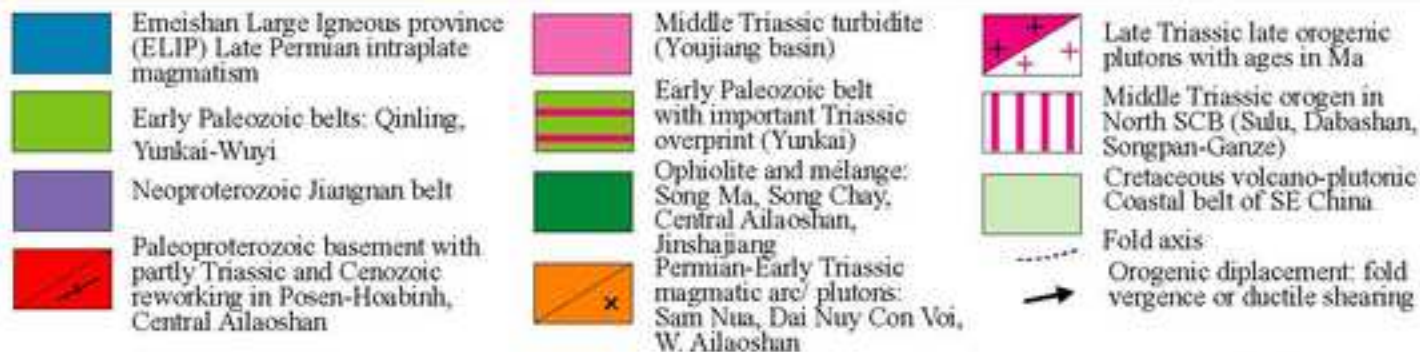 Emeishan Large Igneous province
(ELIP) Late Permian intraplate
magmatism
Early Paleozoic belts: Qinling,
Yunkai-Wuyi
Neoproterozoic Jiangnan belt
Paleoproterozoic basement with
partly Triassic and Cenozoic
reworking in Posen-Hoabinh,
Central Ailaoshan
Middle Triassic turbidite
(Youjiang basin)
Early Paleozoic belt
with important Triassic
overprint (Yunkai)
Ophiolite and mélange:
Song Ma, Song Chay,
Central Ailaoshan,
Jinshajiang
Permian-Early Triassic
magmatic arc/ plutons:
Sam Nua, Dai Nuy Con Voi,
W. Ailaoshan
Late Triassic late orogenic
plutons with ages in Ma
Middle Triassic orogen in
North SCB (Sulu, Dabashan,
Songpan-Ganze)
Cretaceous volcano-plutonic
Coastal belt of SE China
Fold axis
Orogenic diplacement: fold
vergence or ductile shearing